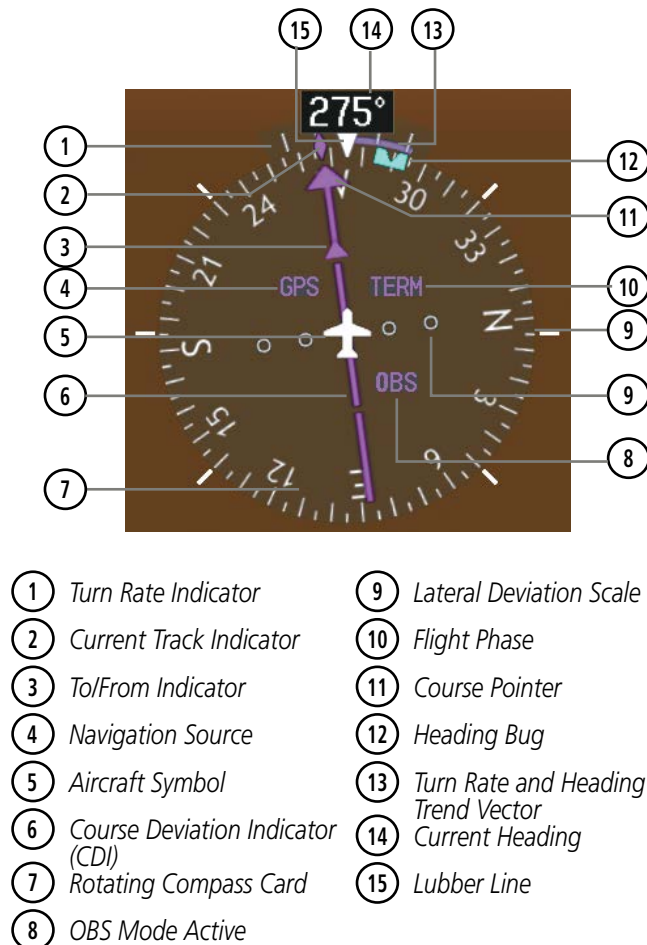 15 14 13
275°
1
12
2
24 30
11
3
21 33
4 GPS TERM 10
5 S N 9
6 OBS 9
15 3
12 E 6 8
7
1 Turn Rate Indicator
2 Current Track Indicator
3 To/From Indicator
4 Navigation Source
5 Aircraft Symbol
6 Course Deviation Indicator
(CDI)
7 Rotating Compass Card
8 OBS Mode Active
9 Lateral Deviation Scale
10 Flight Phase
11 Course Pointer
12 Heading Bug
13 Turn Rate and Heading
Trend Vector
14 Current Heading
15 Lubber Line